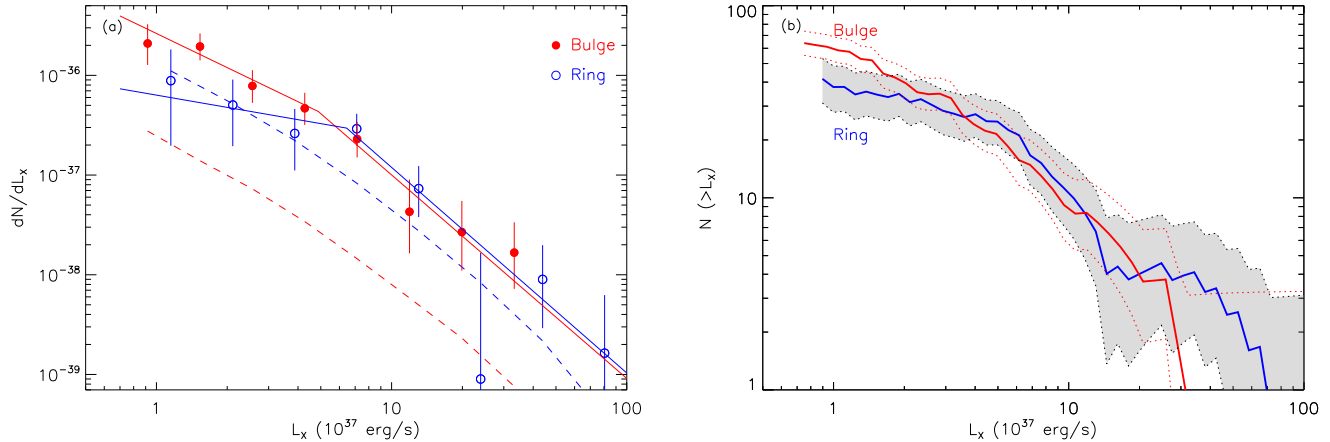 (a)
Bulge
Ring
10^-36
10^-37
10^-38
10^-39
dN/dL_x
1
10
100
L_x (10^37 erg/s)
(b)
Bulge
Ring
100
10
1
N (>L_x)
1
10
100
L_x (10^37 erg/s)